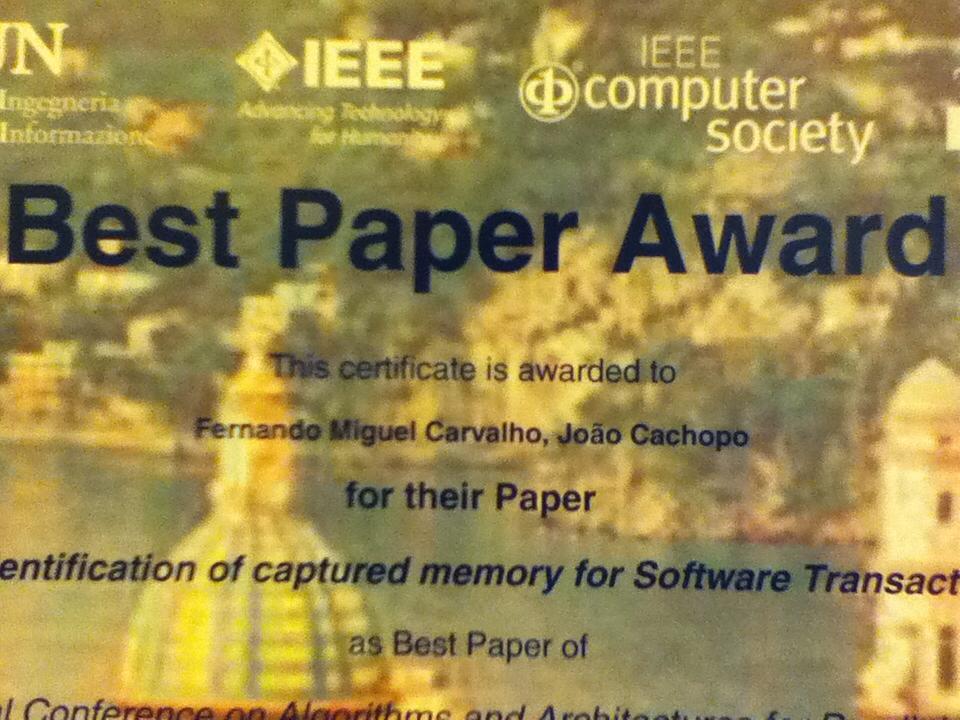 UN
Ingegneria
Informazione
IEEE
Advancing Technology
for Humanity
IEEE
computer
society
Best Paper Award
This certificate is awarded to
Fernando Miguel Carvalho, João Cachopo
for their Paper
entification of captured memory for Software Transact
as Best Paper of
al Conference on Algorithms and Architectures for